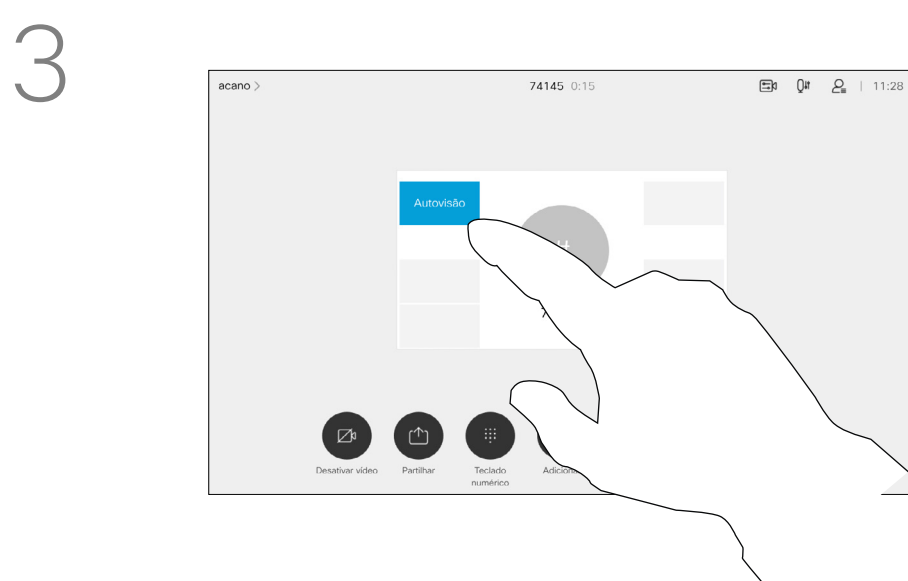 3
acano >
74145 0:15
11:28
Autovisão
Desativar vídeo
Partilhar
Teclado
numérico